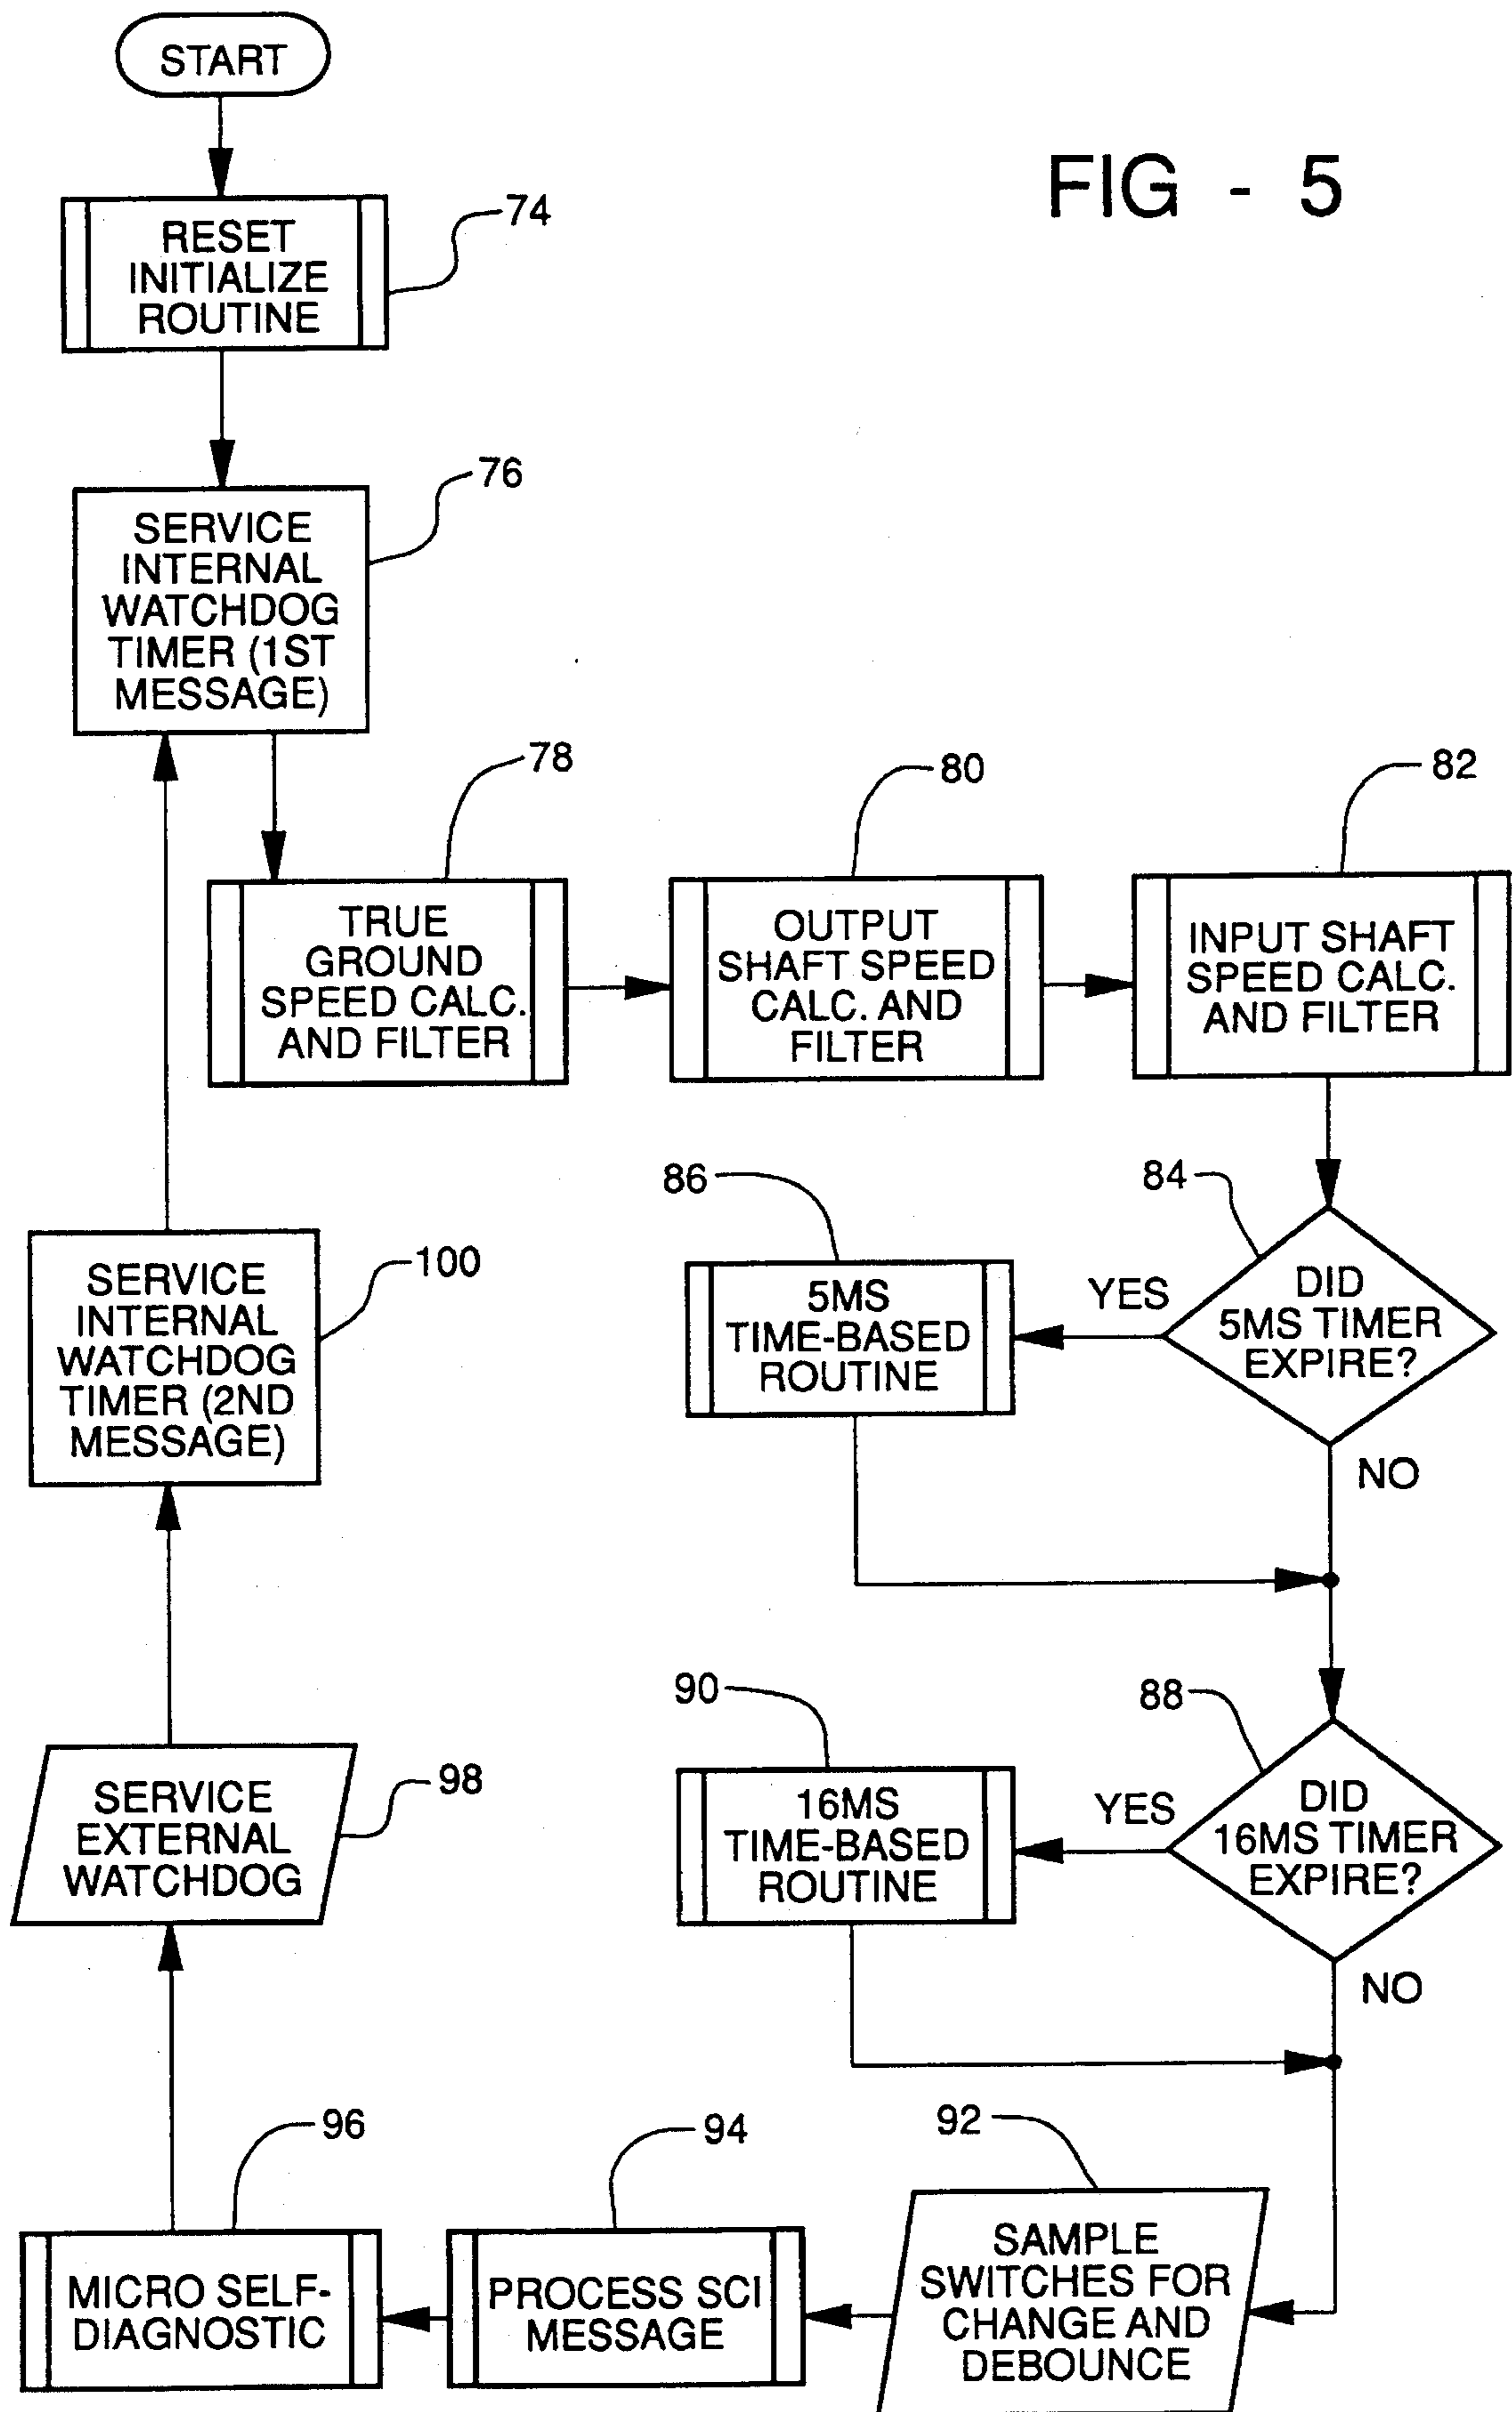 START
FIG - 5
RESET
INITIALIZE
ROUTINE
74
SERVICE
INTERNAL
WATCHDOG
TIMER (1ST
MESSAGE)
76
TRUE
GROUND
SPEED CALC.
AND FILTER
78
OUTPUT
SHAFT SPEED
CALC. AND
FILTER
80
INPUT SHAFT
SPEED CALC.
AND FILTER
82
84
DID
5MS TIMER
EXPIRE?
YES
NO
86
5MS
TIME-BASED
ROUTINE
88
DID
16MS TIMER
EXPIRE?
YES
NO
90
16MS
TIME-BASED
ROUTINE
92
SAMPLE
SWITCHES FOR
CHANGE AND
DEBOUNCE
94
PROCESS SCI
MESSAGE
96
MICRO SELF-
DIAGNOSTIC
98
SERVICE
EXTERNAL
WATCHDOG
100
SERVICE
INTERNAL
WATCHDOG
TIMER (2ND
MESSAGE)